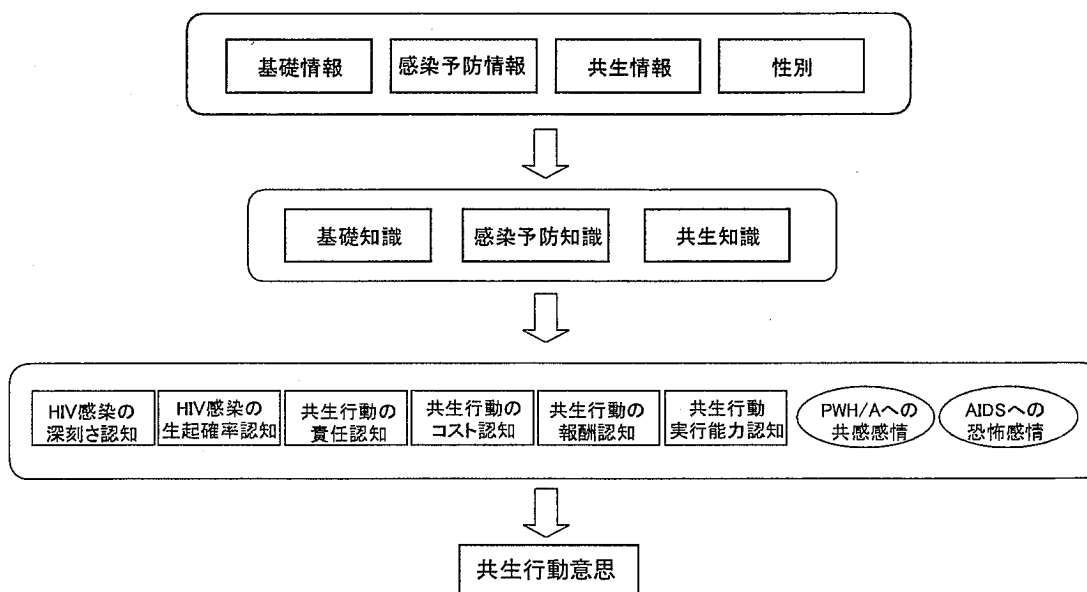 基礎情報 感染予防情報 共生情報 性別
基礎知識 感染予防知識 共生知識
HIV感染の
深刻さ認知
HIV感染の
生起確率認知
共生行動の
責任認知
共生行動の
コスト認知
共生行動の
報酬認知
共生行動
実行能力認知
PWH/Aへの
共感感情
AIDSへの
恐怖感情
共生行動意思